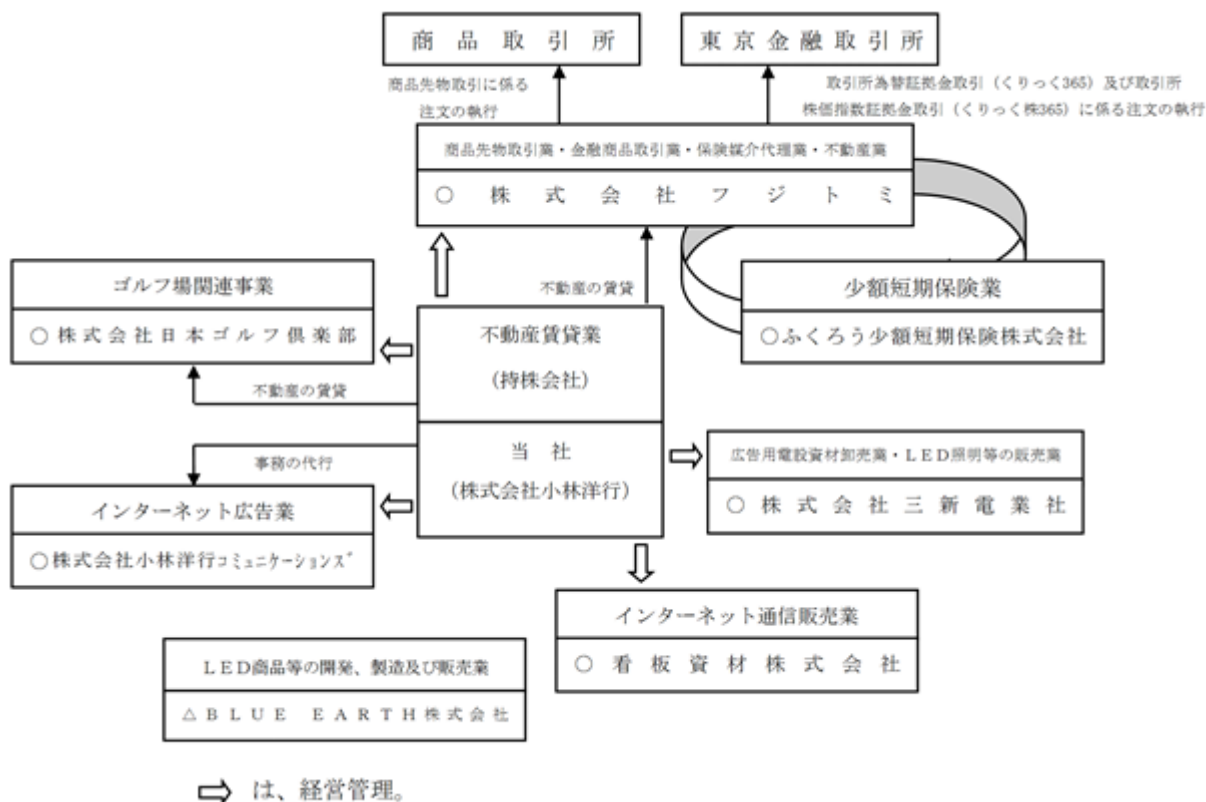 商品取引所
東京金融取引所
商品先物取引に係る
注文の執行
取引所為替証拠金取引（くりっく365）及び取引所
株価指数証拠金取引（くりっく株365）に係る注文の執行
商品先物取引業・金融商品取引業・保険媒介代理業・不動産業
○株式会社フジトミ
ゴルフ場関連事業
○株式会社日本ゴルフ倶楽部
不動産の賃貸
少額短期保険業
○ふくろう少額短期保険株式会社
不動産賃貸業
（持株会社）
不動産の賃貸
当社
（株式会社小林洋行）
事務の代行
広告用電設資材卸売業・LED照明等の販売業
○株式会社三新電業社
インターネット広告業
○株式会社小林洋行コミュニケーションズ
インターネット通信販売業
○看板資材株式会社
LED商品等の開発、製造及び販売業
△BLUE EARTH株式会社
⇨ は、経営管理。